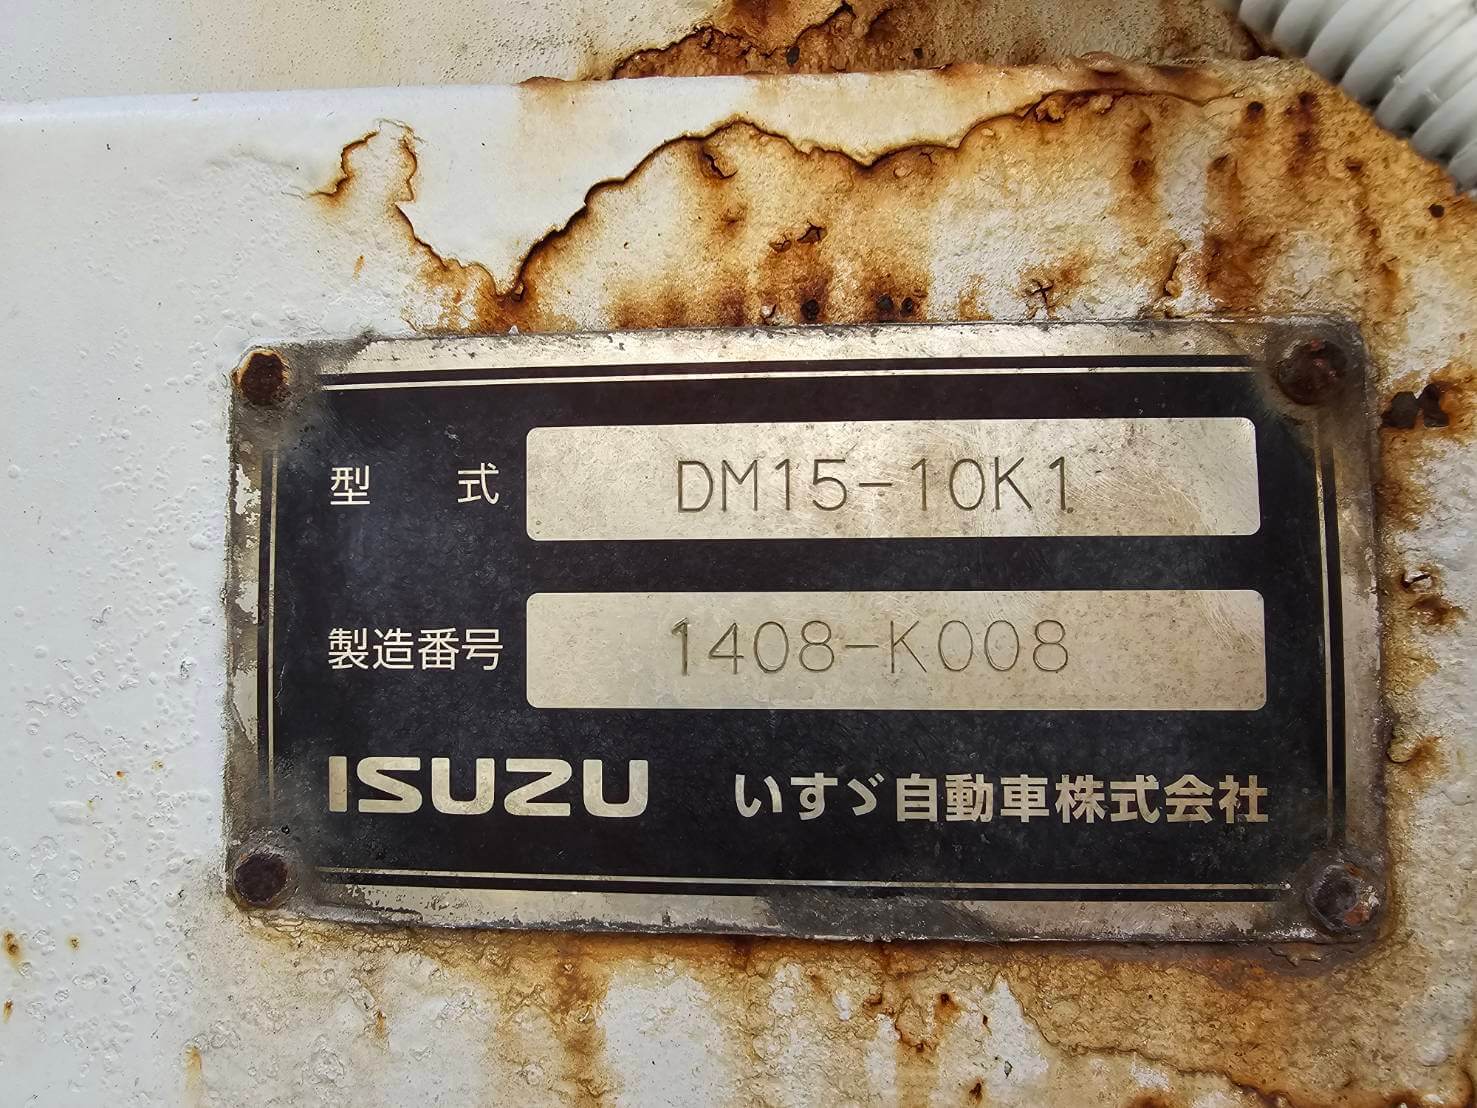 型 式 DM15-10K1
製造番号 1408-K008
ISUZU いすゞ自動車株式会社